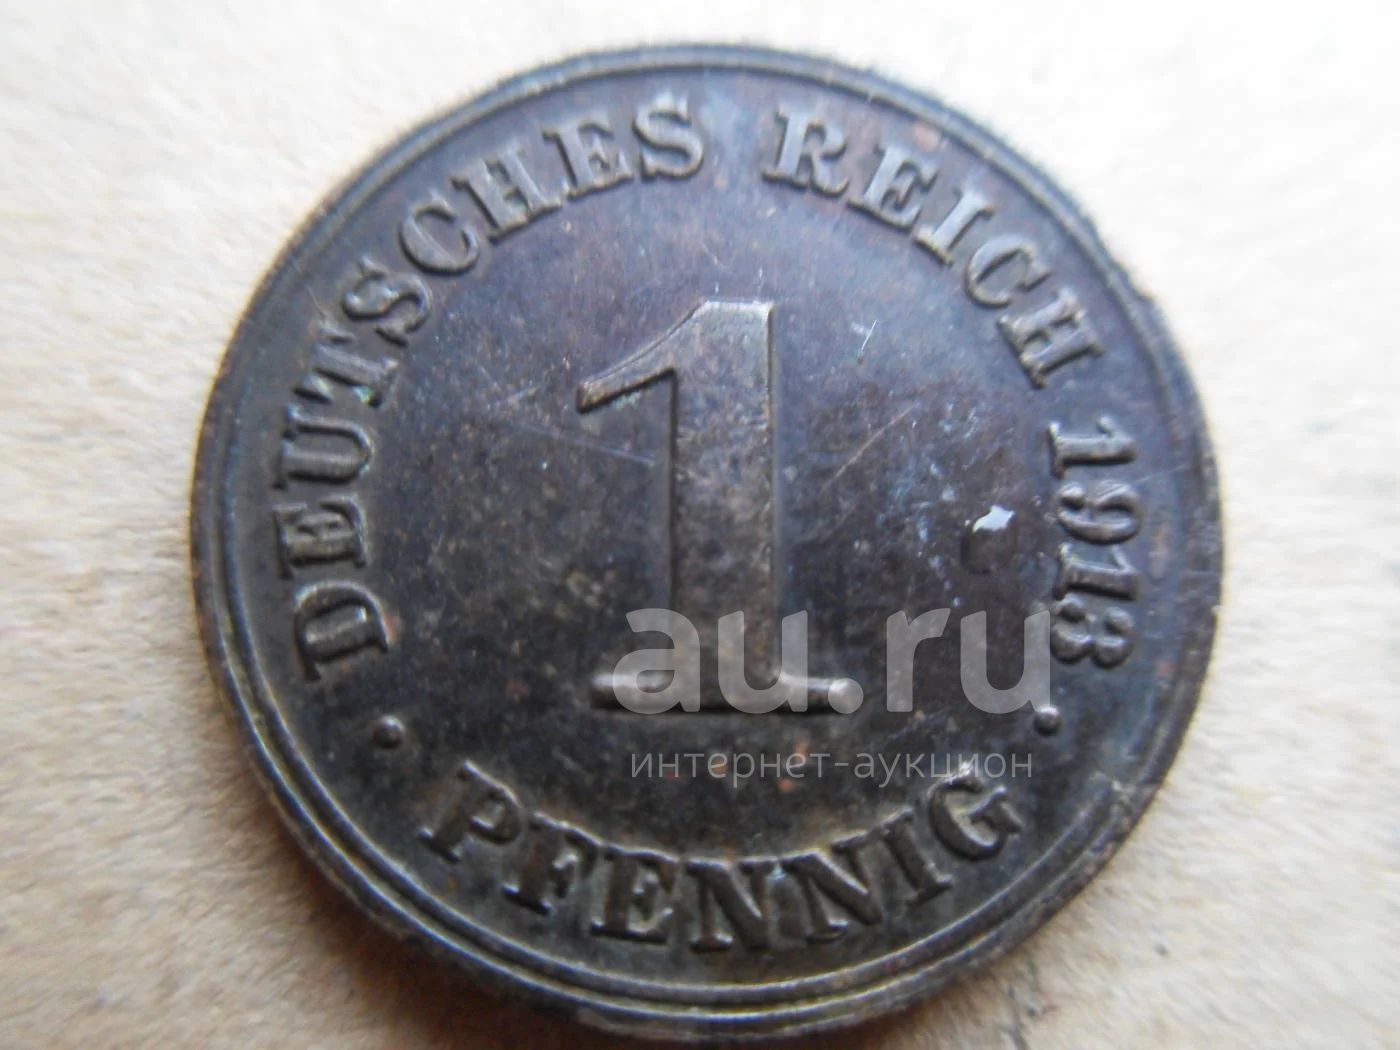 DEUTSCHES REICH 1913
1
• PFENNIG •
au.ru
интернет-аукцион